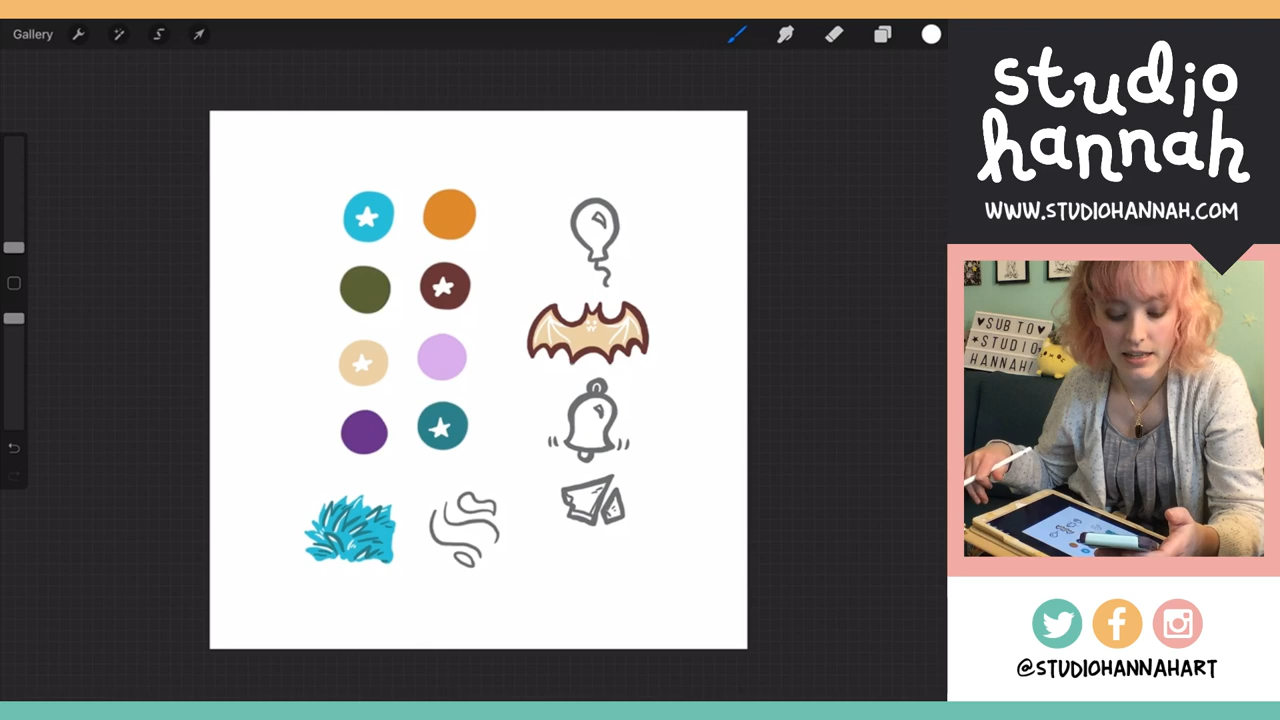 Gallery
studio
hannah
WWW.STUDIOHANNAH.COM
♥SUB TO♥
★STUDIO
HANNAH!
@STUDIOHANNAHART